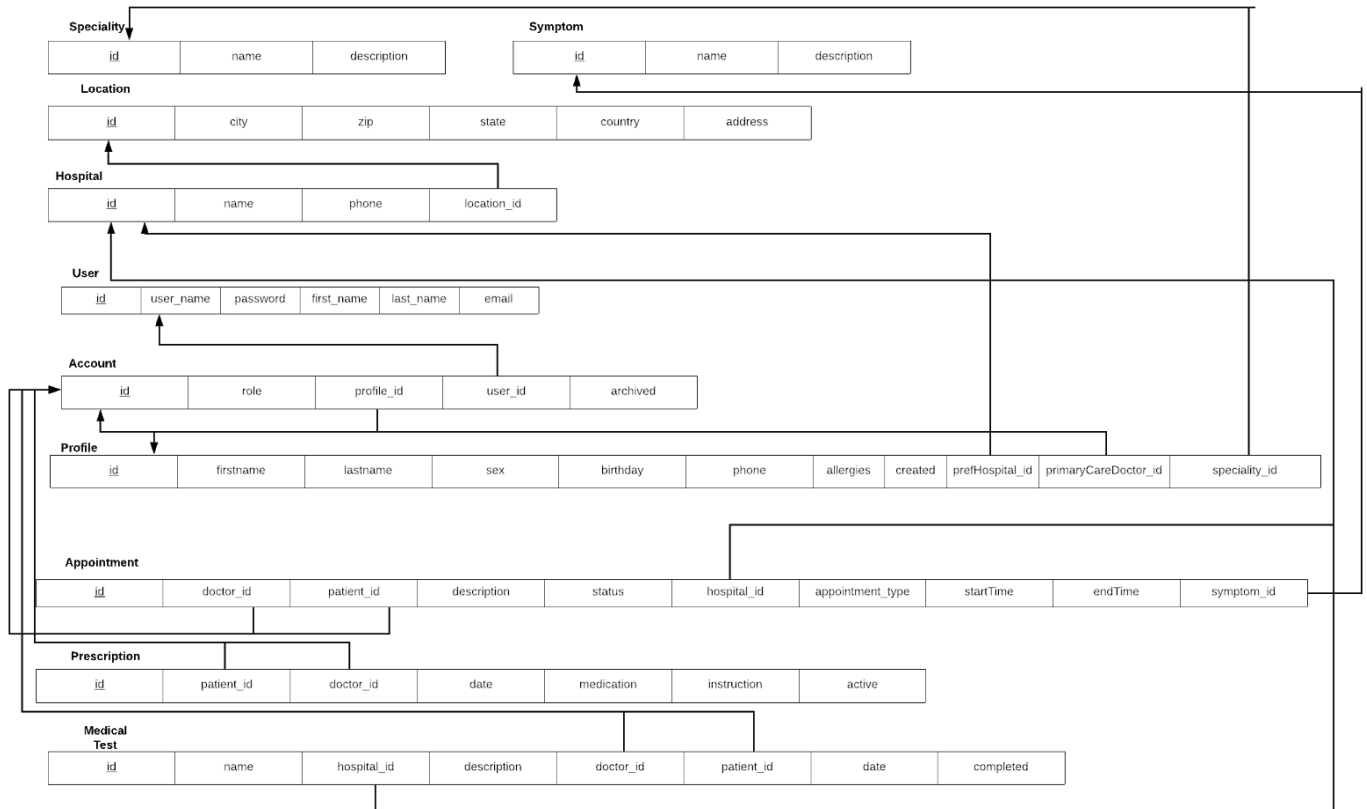 Speciality Symptom
id name description id name description
Location
id city zip state country address
Hospital
id name phone location_id
User
id user_name password first_name last_name email
Account
id role profile_id user_id archived
Profile
id firstname lastname sex birthday phone allergies created prefHospital_id primaryCareDoctor_id speciality_id
Appointment
id doctor_id patient_id description status hospital_id appointment_type startTime endTime symptom_id
Prescription
id patient_id doctor_id date medication instruction active
Medical
Test
id name hospital_id description doctor_id patient_id date completed